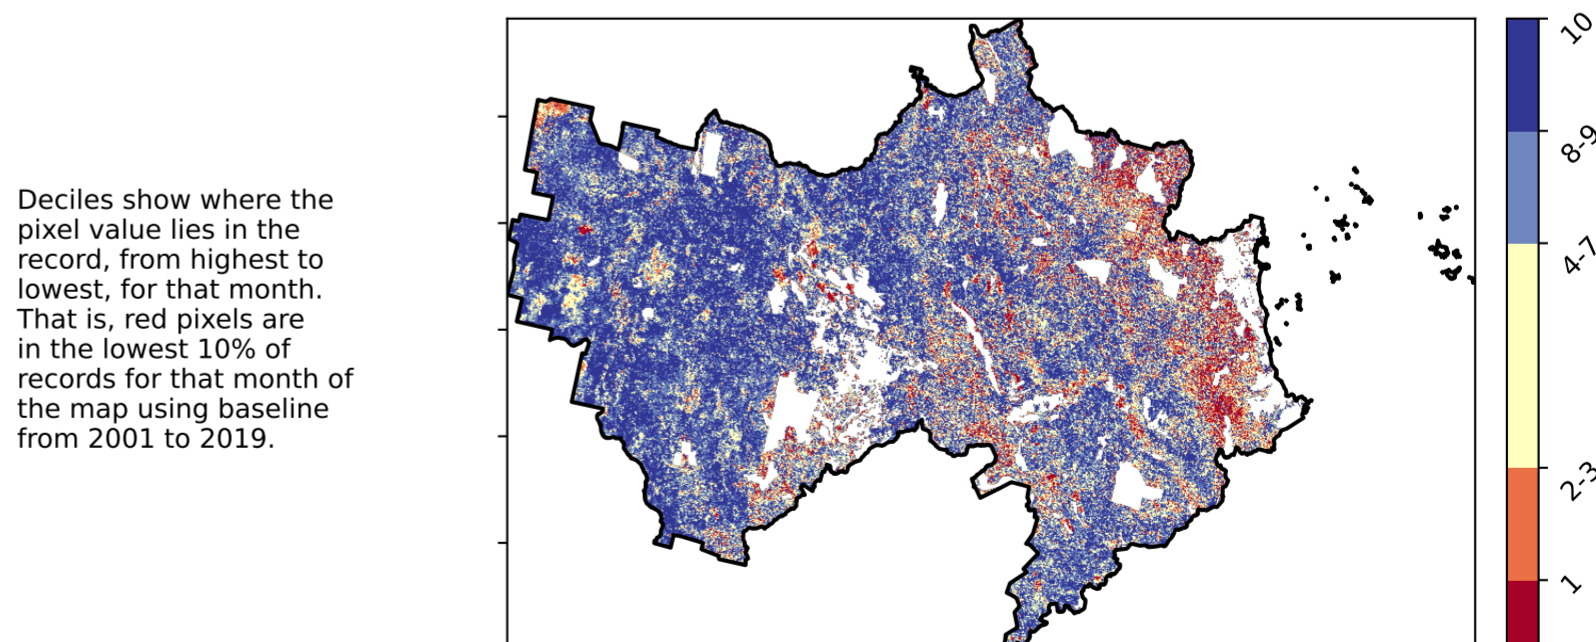 Deciles show where the
pixel value lies in the
record, from highest to
lowest, for that month.
That is, red pixels are
in the lowest 10% of
records for that month of
the map using baseline
from 2001 to 2019.
10
8-9
4-7
2-3
1